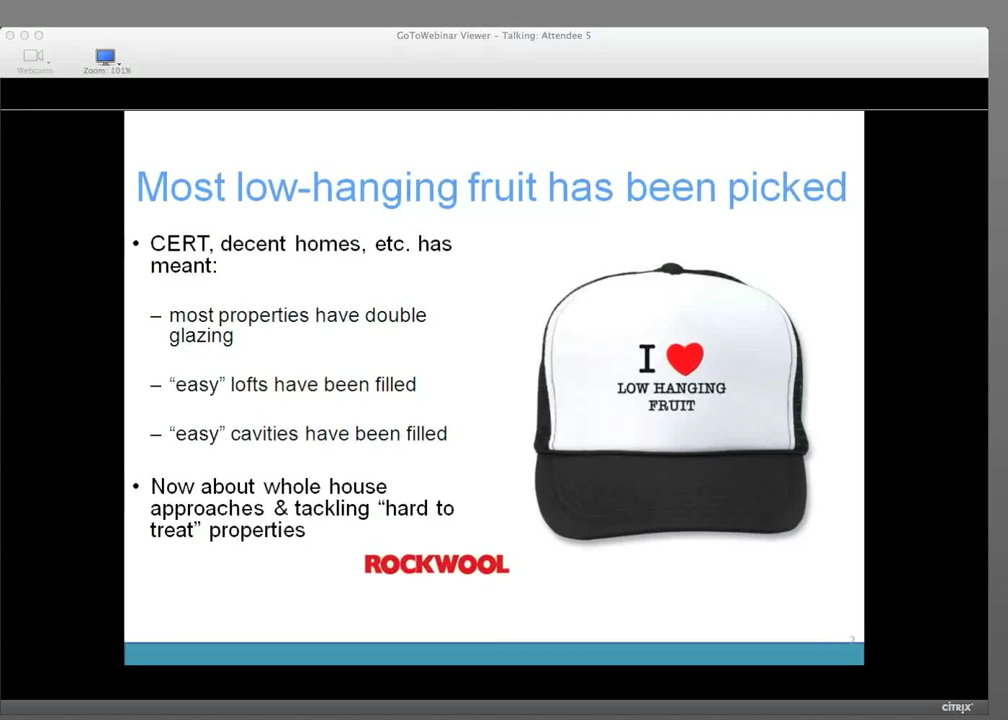 GoToWebinar Viewer - Talking: Attendee 5
Webcams
Zoom: 101%
Most low-hanging fruit has been picked
• CERT, decent homes, etc. has
meant:
– most properties have double
glazing
– “easy” lofts have been filled
– “easy” cavities have been filled
• Now about whole house
approaches & tackling “hard to
treat” properties
I ♥
LOW HANGING
FRUIT
ROCKWOOL
2
CITRIX